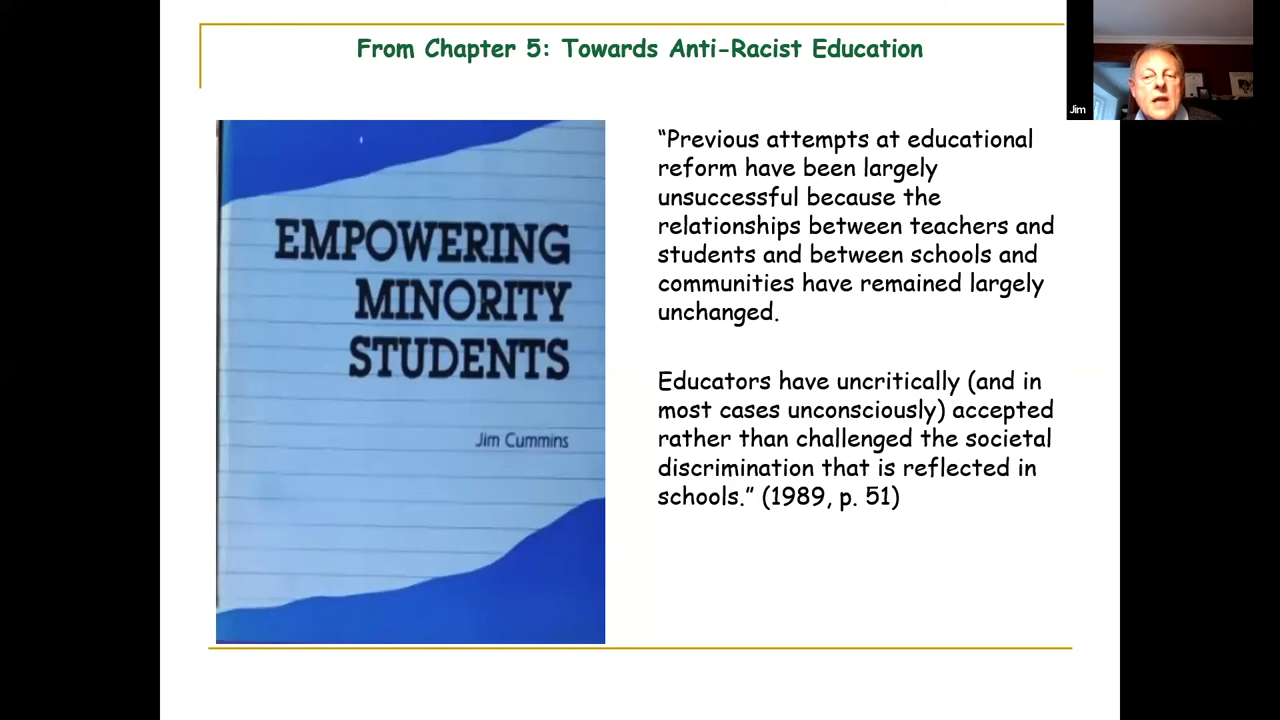 From Chapter 5: Towards Anti-Racist Education
Jim
EMPOWERING
MINORITY
STUDENTS
Jim Cummins
“Previous attempts at educational
reform have been largely
unsuccessful because the
relationships between teachers and
students and between schools and
communities have remained largely
unchanged.
Educators have uncritically (and in
most cases unconsciously) accepted
rather than challenged the societal
discrimination that is reflected in
schools.” (1989, p. 51)